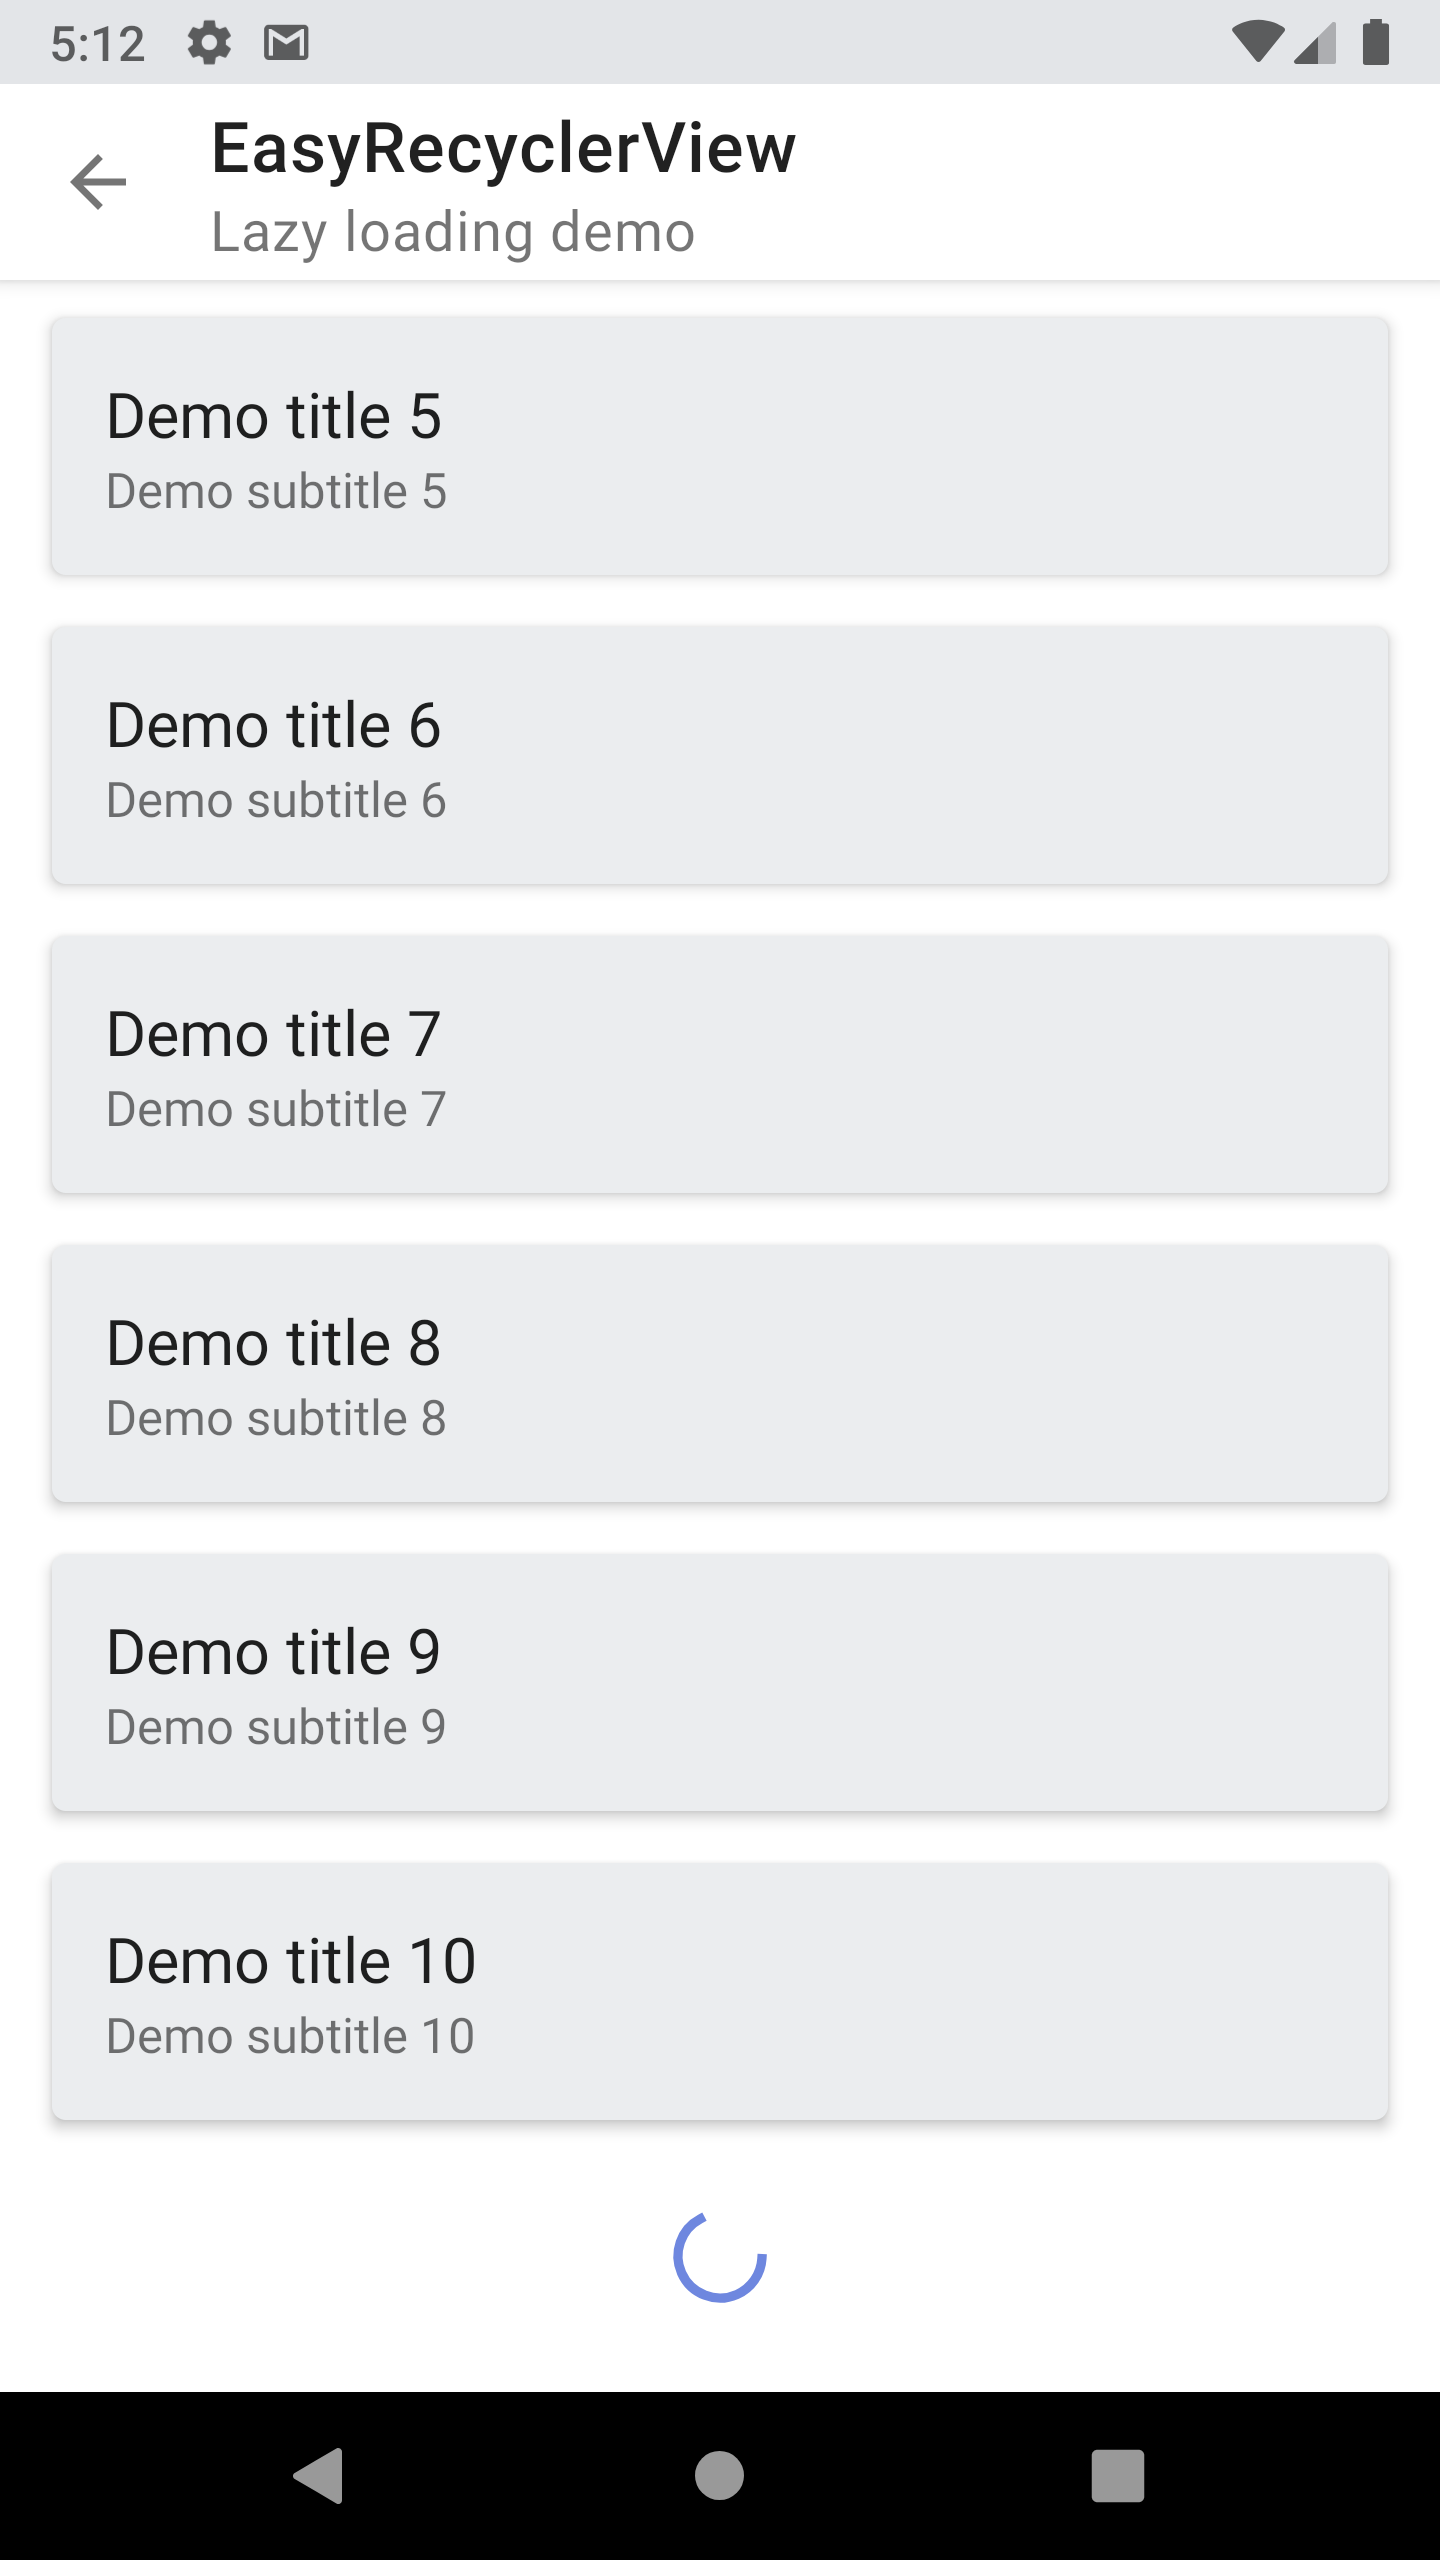 5:12
EasyRecyclerView
Lazy loading demo
Demo title 5
Demo subtitle 5
Demo title 6
Demo subtitle 6
Demo title 7
Demo subtitle 7
Demo title 8
Demo subtitle 8
Demo title 9
Demo subtitle 9
Demo title 10
Demo subtitle 10